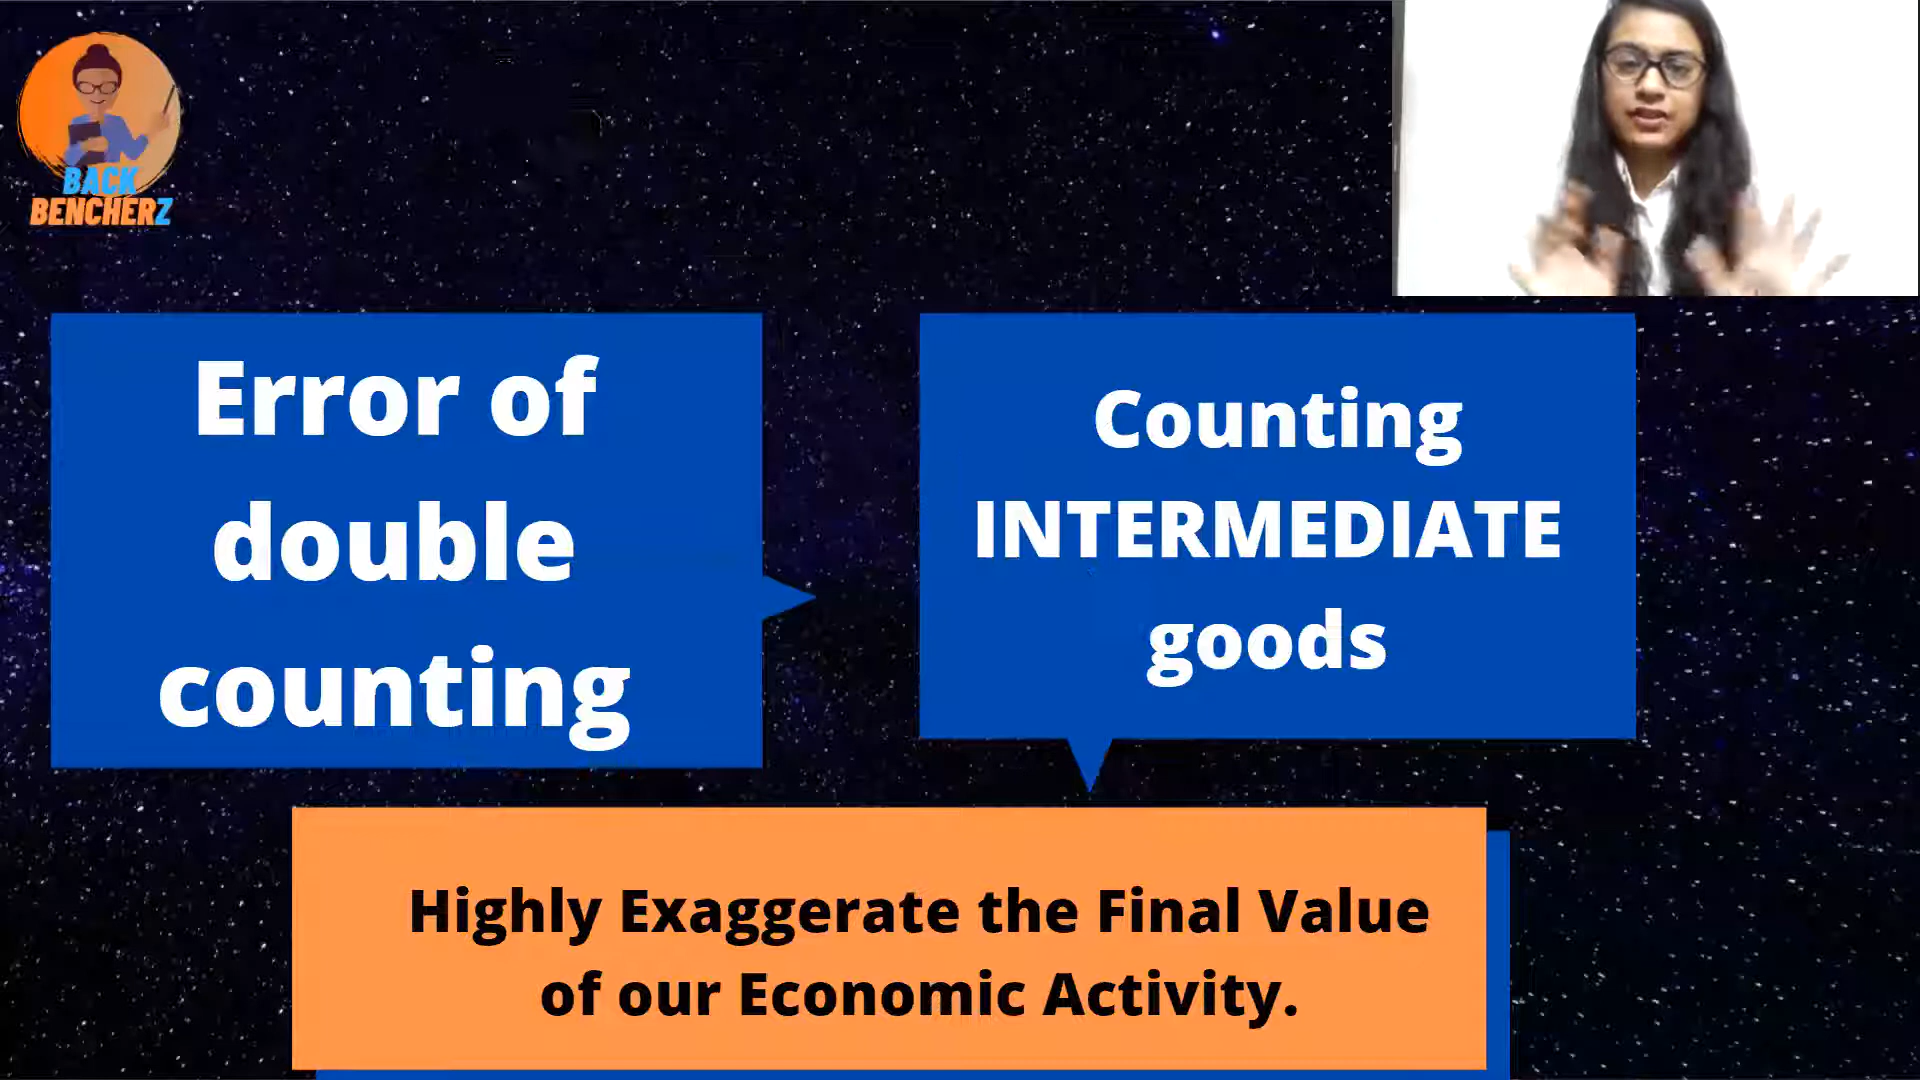 BACK
BENCHERZ
Error of
double
counting
Counting
INTERMEDIATE
goods
Highly Exaggerate the Final Value
of our Economic Activity.